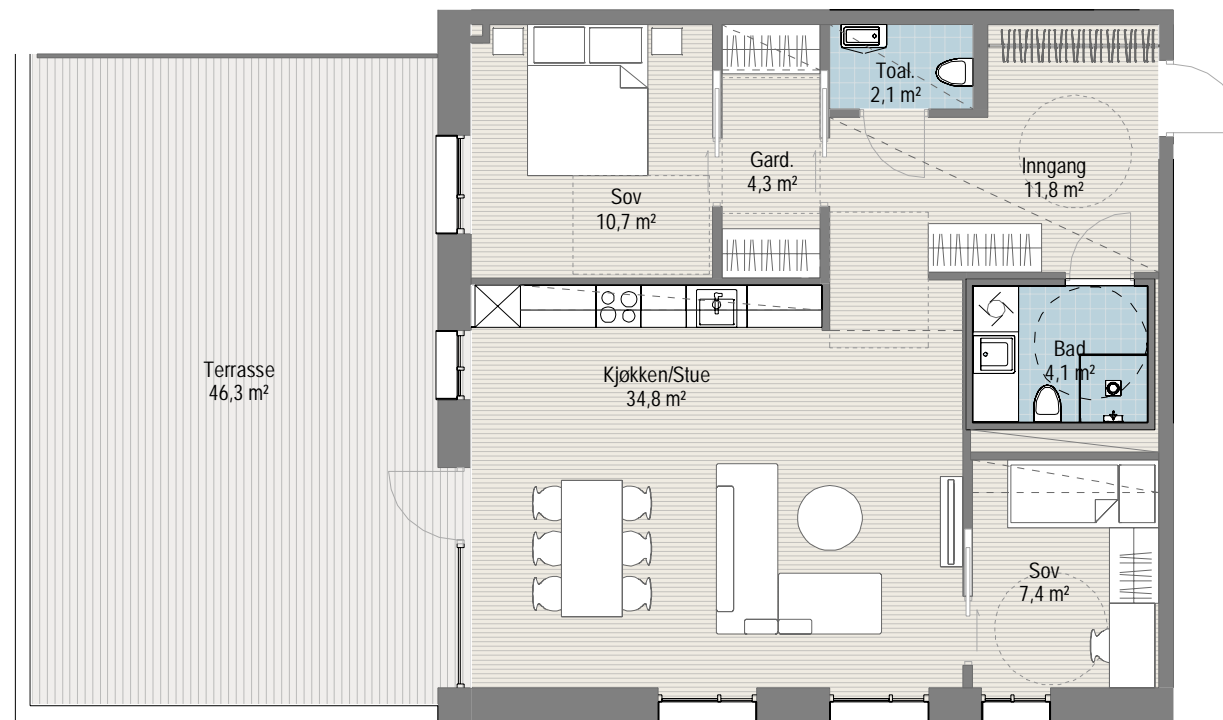 Toal.
2,1 m²
Gard.
4,3 m²
Inngang
11,8 m²
Sov
10,7 m²
Bad
4,1 m²
Terrasse
46,3 m²
Kjøkken/Stue
34,8 m²
Sov
7,4 m²